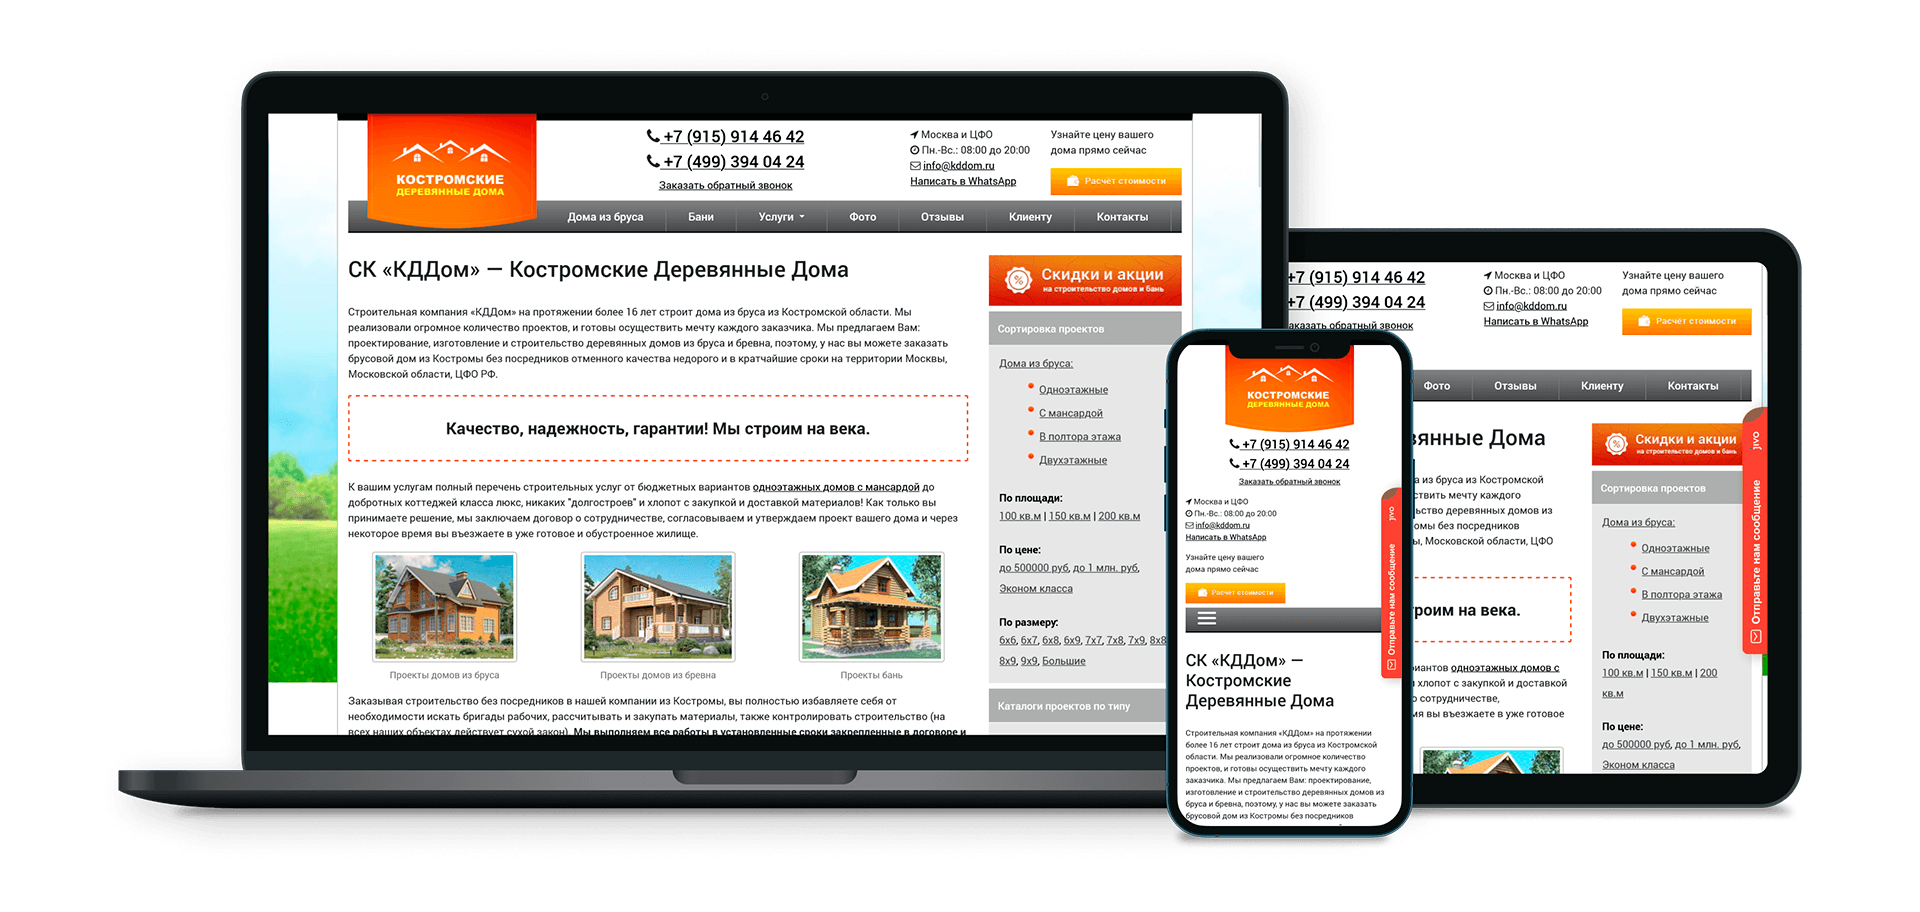 КОСТРОМСКИЕ
ДЕРЕВЯННЫЕ ДОМА
+7 (915) 914 46 42
+7 (499) 394 04 24
Заказать обратный звонок
Москва и ЦФО
Пн.-Вс.: 08:00 до 20:00
info@kddom.ru
Написать в WhatsApp
Узнайте цену вашего
дома прямо сейчас
Расчёт стоимости
Дома из бруса
Бани
Услуги
Фото
Отзывы
Клиенту
Контакты
СК «КДДом» — Костромские Деревянные Дома
Строительная компания «КДДом» на протяжении более 16 лет строит дома из бруса из Костромской области. Мы
реализовали огромное количество проектов, и готовы осуществить мечту каждого заказчика. Мы предлагаем Вам:
проектирование, изготовление и строительство деревянных домов из бруса и бревна, поэтому, у нас вы можете заказать
брусовой дом из Костромы без посредников отменного качества недорого и в кратчайшие сроки на территории Москвы,
Московской области, ЦФО РФ.
Качество, надежность, гарантии! Мы строим на века.
К вашим услугам полный перечень строительных услуг от бюджетных вариантов одноэтажных домов с мансардой до
добротных коттеджей класса люкс, никаких "долгостроев" и хлопот с закупкой и доставкой материалов! Как только вы
принимаете решение, мы заключаем договор о сотрудничестве, согласовываем и утверждаем проект вашего дома и через
некоторое время вы въезжаете в уже готовое и обустроенное жилище.
Проекты домов из бруса
Проекты домов из бревна
Проекты бань
Заказывая строительство без посредников в нашей компании из Костромы, вы полностью избавляете себя от
необходимости искать бригады рабочих, рассчитывать и закупать материалы, также контролировать строительство (на
всех наших объектах действует сухой закон). Мы выполняем все работы в установленные сроки закрепленные в договоре и
Скидки и акции
на строительство домов и бань
Сортировка проектов
Дома из бруса:
Одноэтажные
С мансардой
В полтора этажа
Двухэтажные
По площади:
100 кв.м | 150 кв.м | 200 кв.м
По цене:
до 500000 руб, до 1 млн. руб,
Эконом класса
По размеру:
6х6, 6х7, 6х8, 6х9, 7х7, 7х8, 7х9, 8х8
8х9, 9х9, Большие
Каталоги проектов по типу
КОСТРОМСКИЕ
ДЕРЕВЯННЫЕ ДОМА
+7 (915) 914 46 42
+7 (499) 394 04 24
Заказать обратный звонок
Москва и ЦФО
Пн.-Вс.: 08:00 до 20:00
info@kddom.ru
Написать в WhatsApp
Узнайте цену вашего
дома прямо сейчас
Расчёт стоимости
СК «КДДом» —
Костромские
Деревянные Дома
Строительная компания «КДДом» на протяжении
более 16 лет строит дома из бруса из Костромской
области. Мы реализовали огромное количество
проектов, и готовы осуществить мечту каждого
заказчика. Мы предлагаем Вам: проектирование,
изготовление и строительство деревянных домов из
бруса и бревна, поэтому, у нас вы можете заказать
брусовой дом из Костромы без посредников
Отправьте нам сообщение
jivo
+7 (915) 914 46 42
+7 (499) 394 04 24
аказать обратный звонок
Москва и ЦФО
Пн.-Вс.: 08:00 до 20:00
info@kddom.ru
Написать в WhatsApp
Узнайте цену вашего
дома прямо сейчас
Расчёт стоимости
Фото
Отзывы
Клиенту
Контакты
вянные Дома
а из бруса из Костромской
ствить мечту каждого
ьство деревянных домов из
омы без посредников
ы, Московской области, ЦФО
роим на века.
риантов одноэтажных домов с
и хлопот с закупкой и доставкой
о сотрудничестве,
мя вы въезжаете в уже готовое
Скидки и акции
на строительство домов и бань
Сортировка проектов
Дома из бруса:
Одноэтажные
С мансардой
В полтора этажа
Двухэтажные
По площади:
100 кв.м | 150 кв.м | 200
кв.м
По цене:
до 500000 руб, до 1 млн. руб,
Эконом класса
Отправьте нам сообщение
jivo